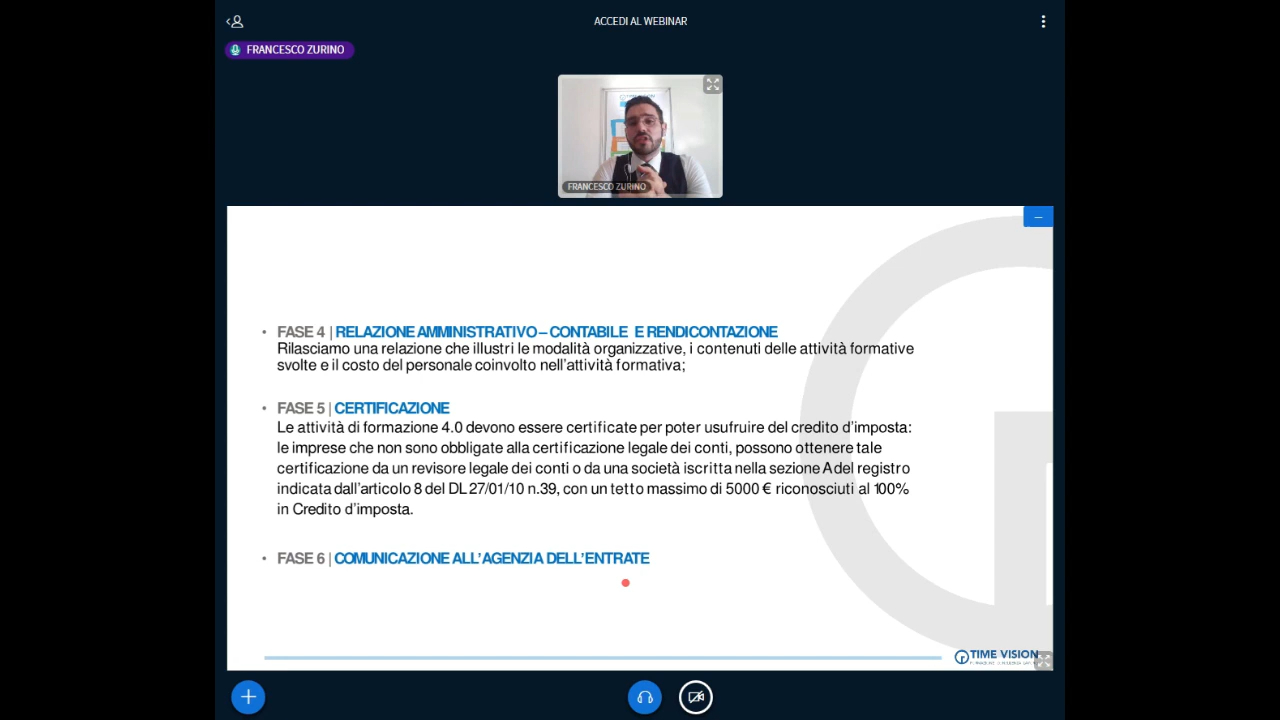 ACCEDI AL WEBINAR
FRANCESCO ZURINO
FRANCESCO ZURINO
• FASE 4 | RELAZIONE AMMINISTRATIVO – CONTABILE E RENDICONTAZIONE
Rilasciamo una relazione che illustri le modalità organizzative, i contenuti delle attività formative
svolte e il costo del personale coinvolto nell'attività formativa;
• FASE 5 | CERTIFICAZIONE
Le attività di formazione 4.0 devono essere certificate per poter usufruire del credito d'imposta:
le imprese che non sono obbligate alla certificazione legale dei conti, possono ottenere tale
certificazione da un revisore legale dei conti o da una società iscritta nella sezione A del registro
indicata dall'articolo 8 del DL 27/01/10 n.39, con un tetto massimo di 5000 € riconosciuti al 100%
in Credito d'imposta.
• FASE 6 | COMUNICAZIONE ALL'AGENZIA DELL'ENTRATE
TIME VISION